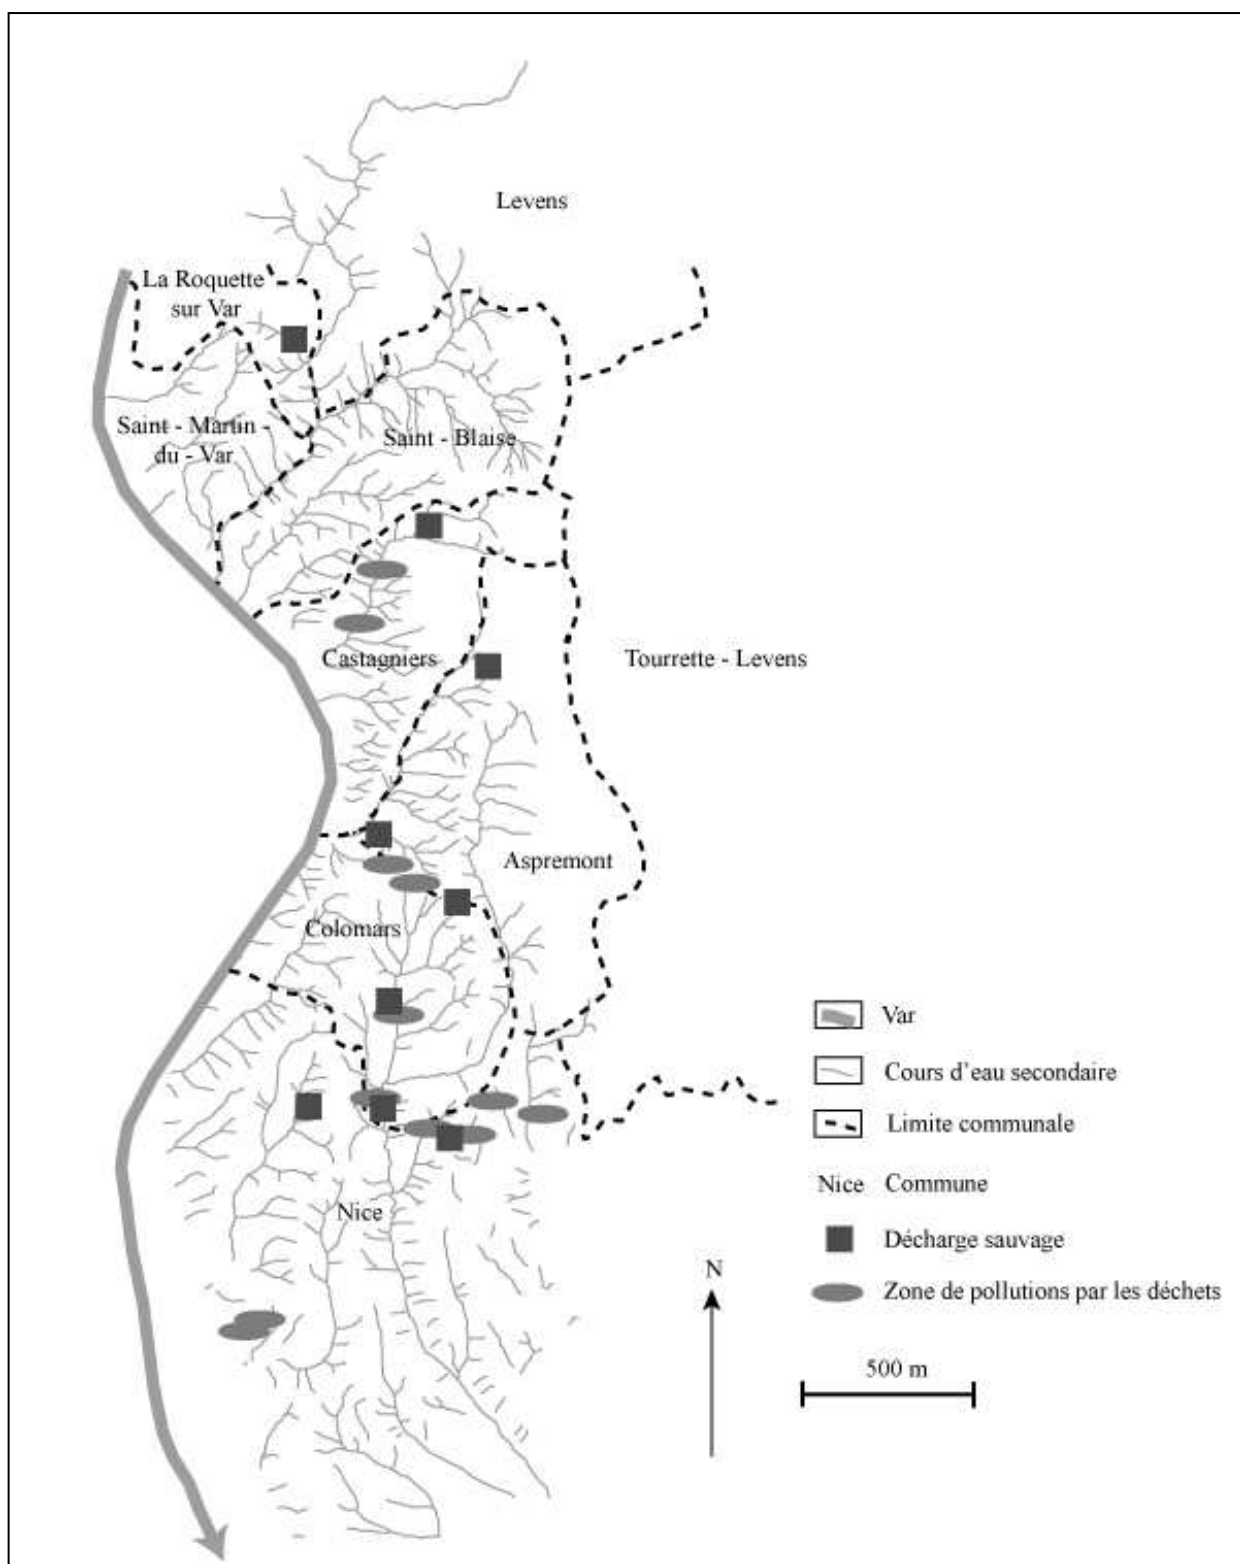 Levens
La Roquette
sur Var
Saint - Martin -
du - Var
Saint - Blaise
Castagniers
Tourrette - Levens
Aspremont
Colomars
Nice
Var
Cours d'eau secondaire
Limite communale
Nice Commune
Décharge sauvage
Zone de pollutions par les déchets
N
500 m